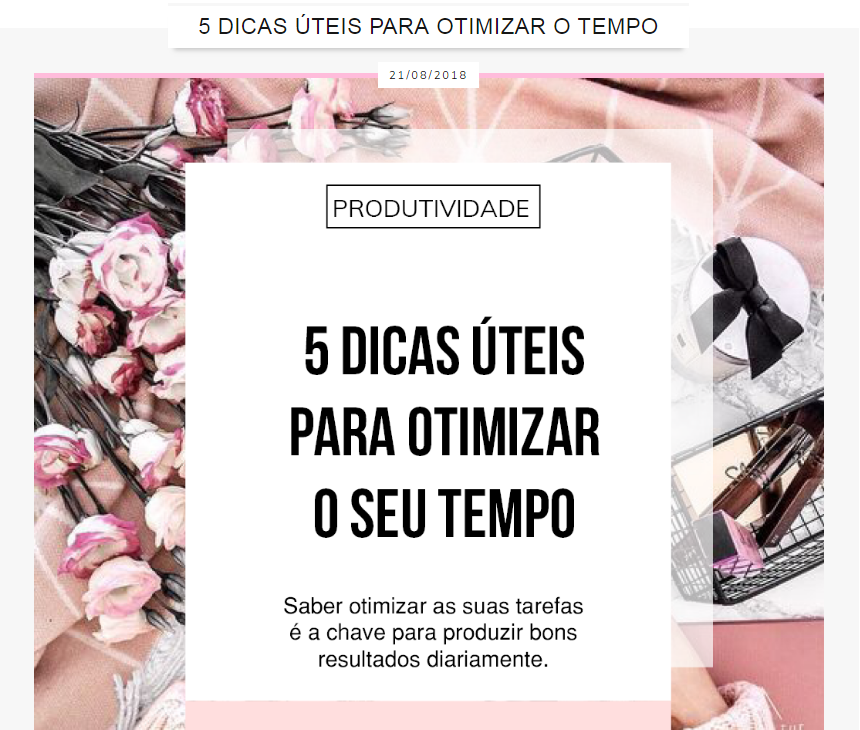 5 DICAS ÚTEIS PARA OTIMIZAR O TEMPO
21/08/2018
PRODUTIVIDADE
5 DICAS ÚTEIS
PARA OTIMIZAR
O SEU TEMPO
Saber otimizar as suas tarefas
é a chave para produzir bons
resultados diariamente.
THE